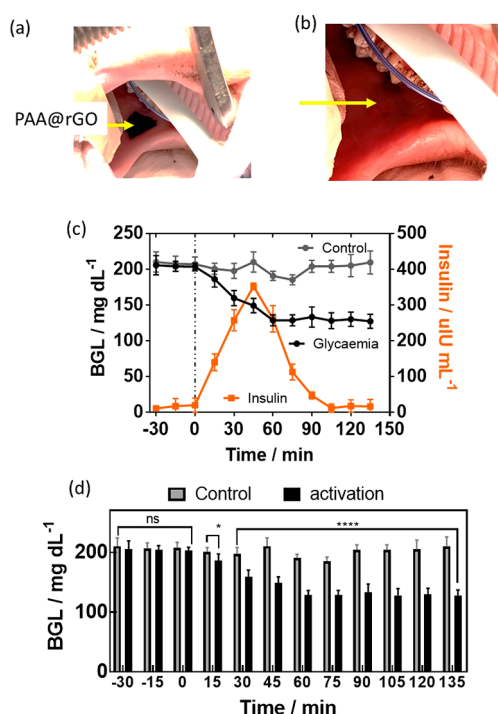 (a)
(b)
PAA@rGO
(c)
250
200
150
100
50
0
BGL / mg dL⁻¹
500
400
300
200
100
0
Insulin / uIU mL⁻¹
Control
Glycaemia
Insulin
-30 0 30 60 90 120 150
Time / min
(d)
Control activation
ns
*
****
200
100
0
BGL / mg dL⁻¹
-30 -15 0 15 30 45 60 75 90 105 120 135
Time / min